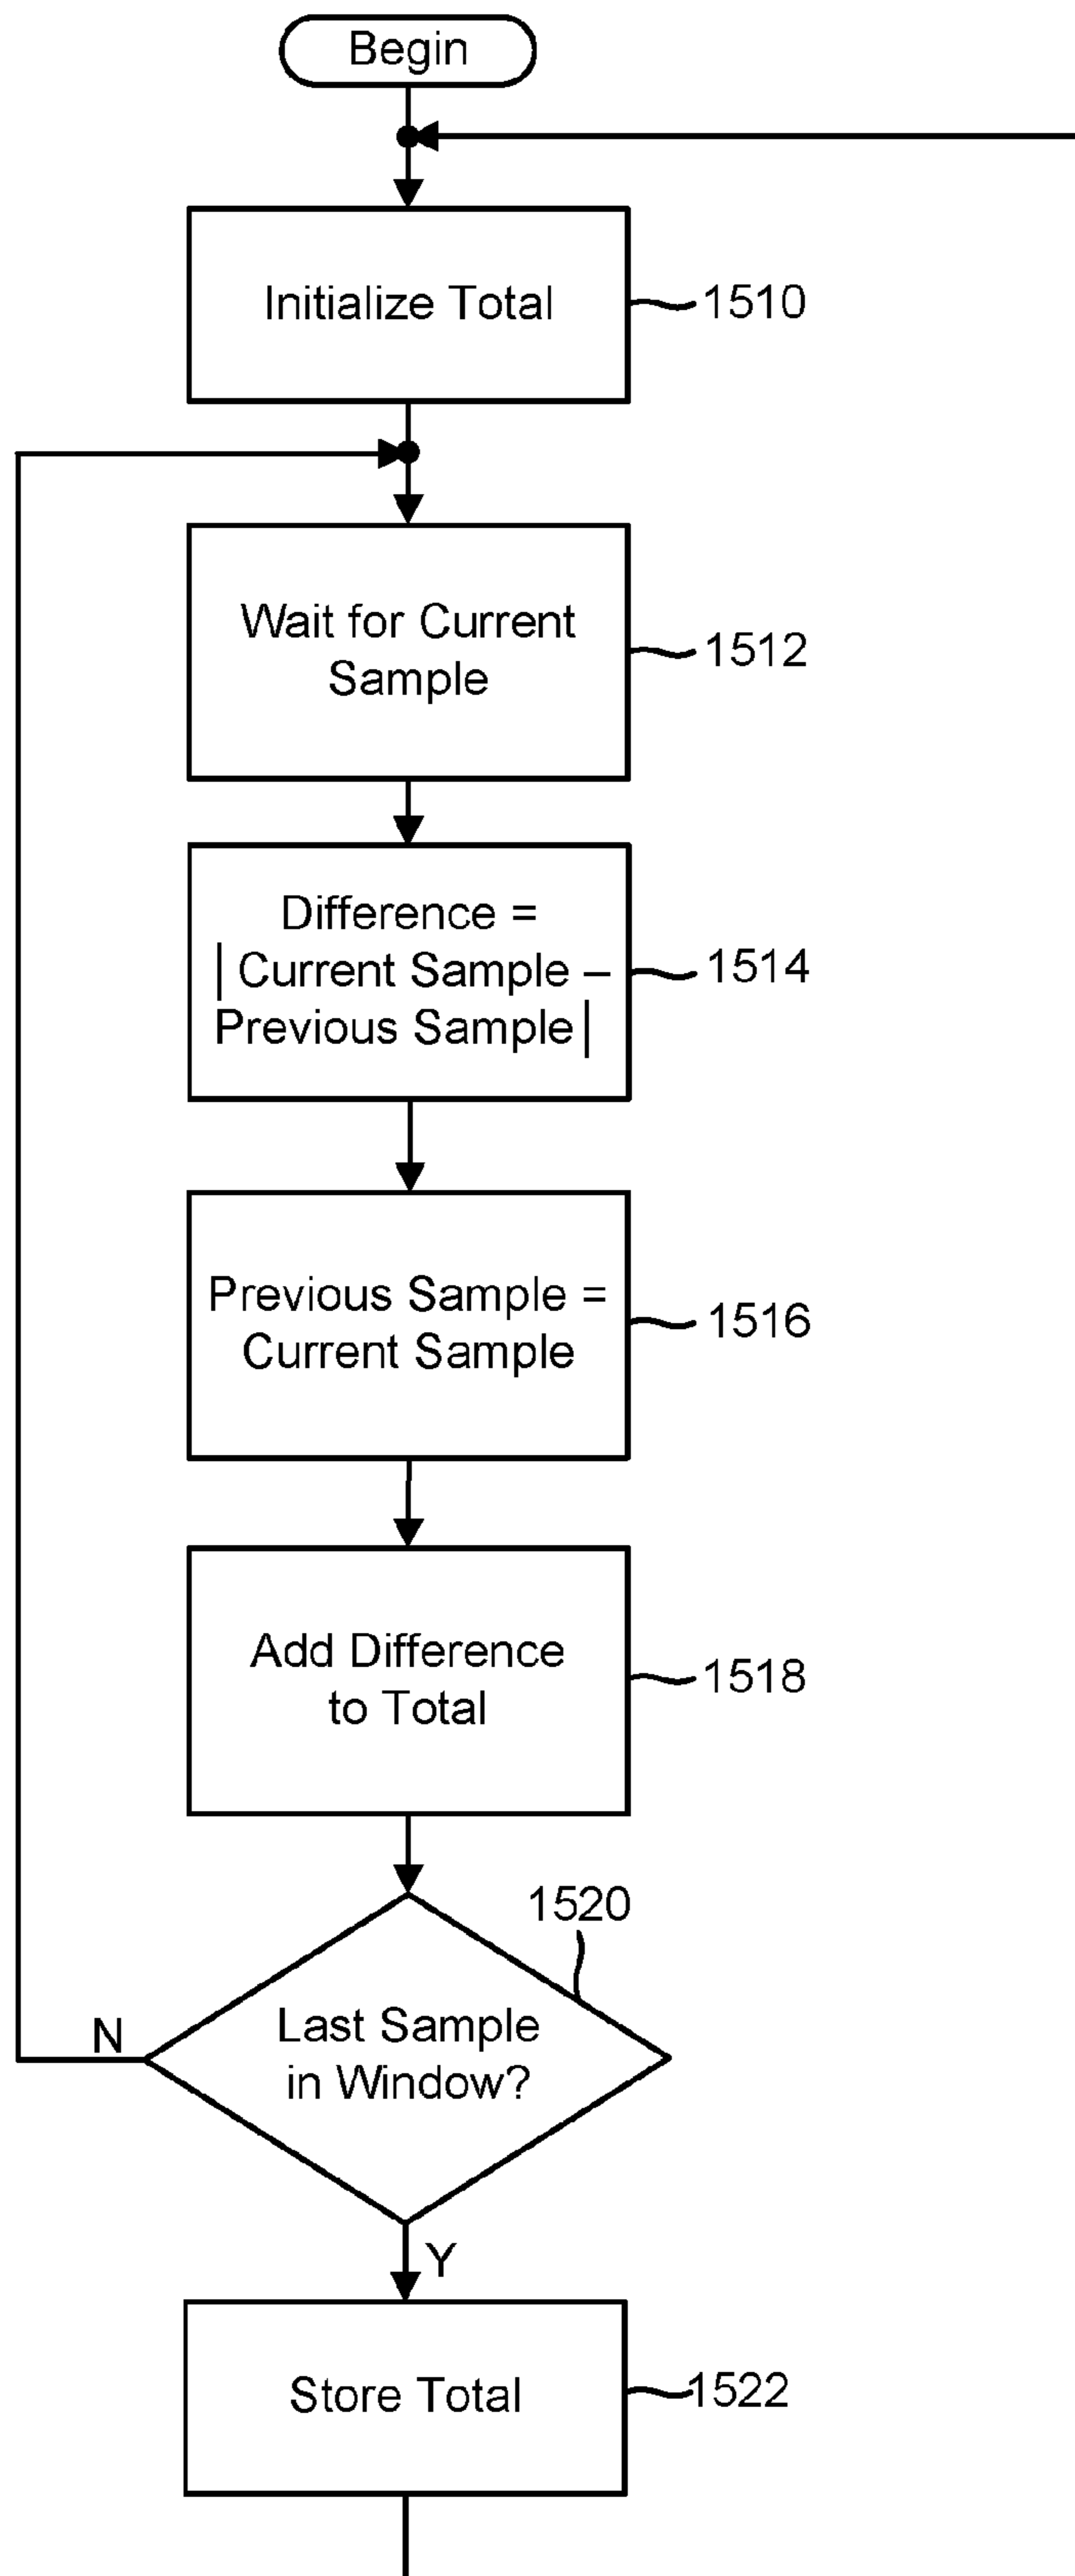 Begin
Initialize Total
1510
Wait for Current
Sample
1512
Difference =
|Current Sample –
Previous Sample|
1514
Previous Sample =
Current Sample
1516
Add Difference
to Total
1518
1520
Last Sample
in Window?
N
Y
Store Total
1522